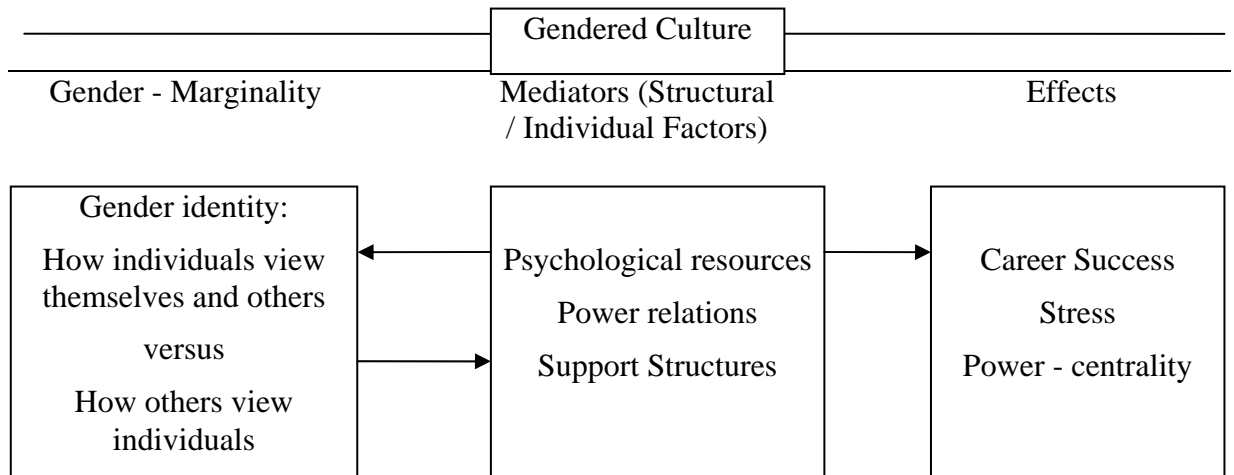 Gendered Culture
Gender - Marginality
Mediators (Structural
/ Individual Factors)
Effects
Gender identity:
How individuals view
themselves and others
versus
How others view
individuals
Psychological resources
Power relations
Support Structures
Career Success
Stress
Power - centrality